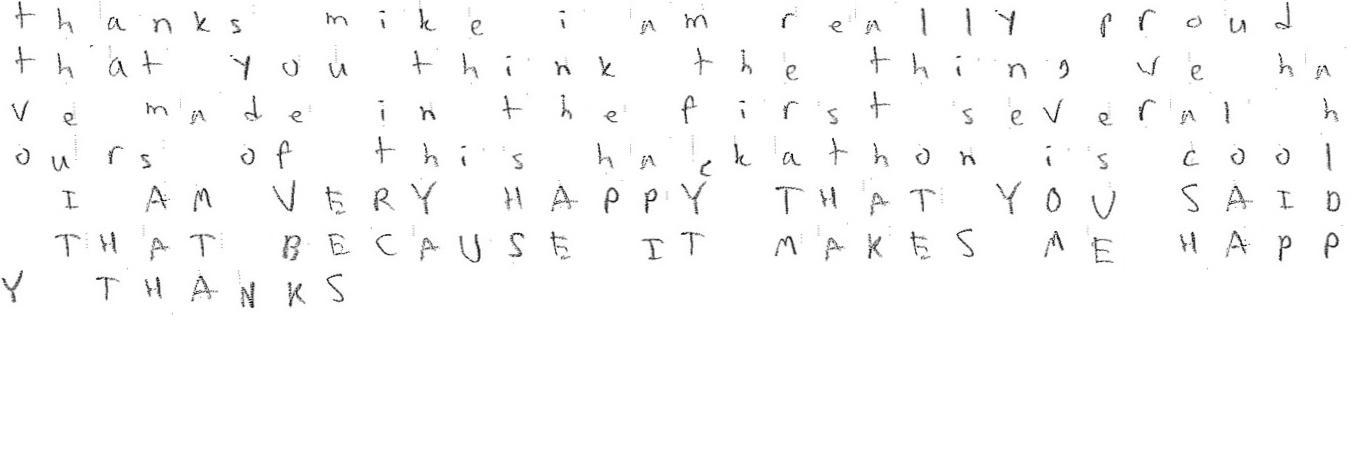 thanks mike i am really proud
that you think the thing we ha
ve made in the first several h
ours of this hackathon is cool
I AM VERY HAPPY THAT YOU SAID
THAT BECAUSE IT MAKES ME HAPP
Y THANKS